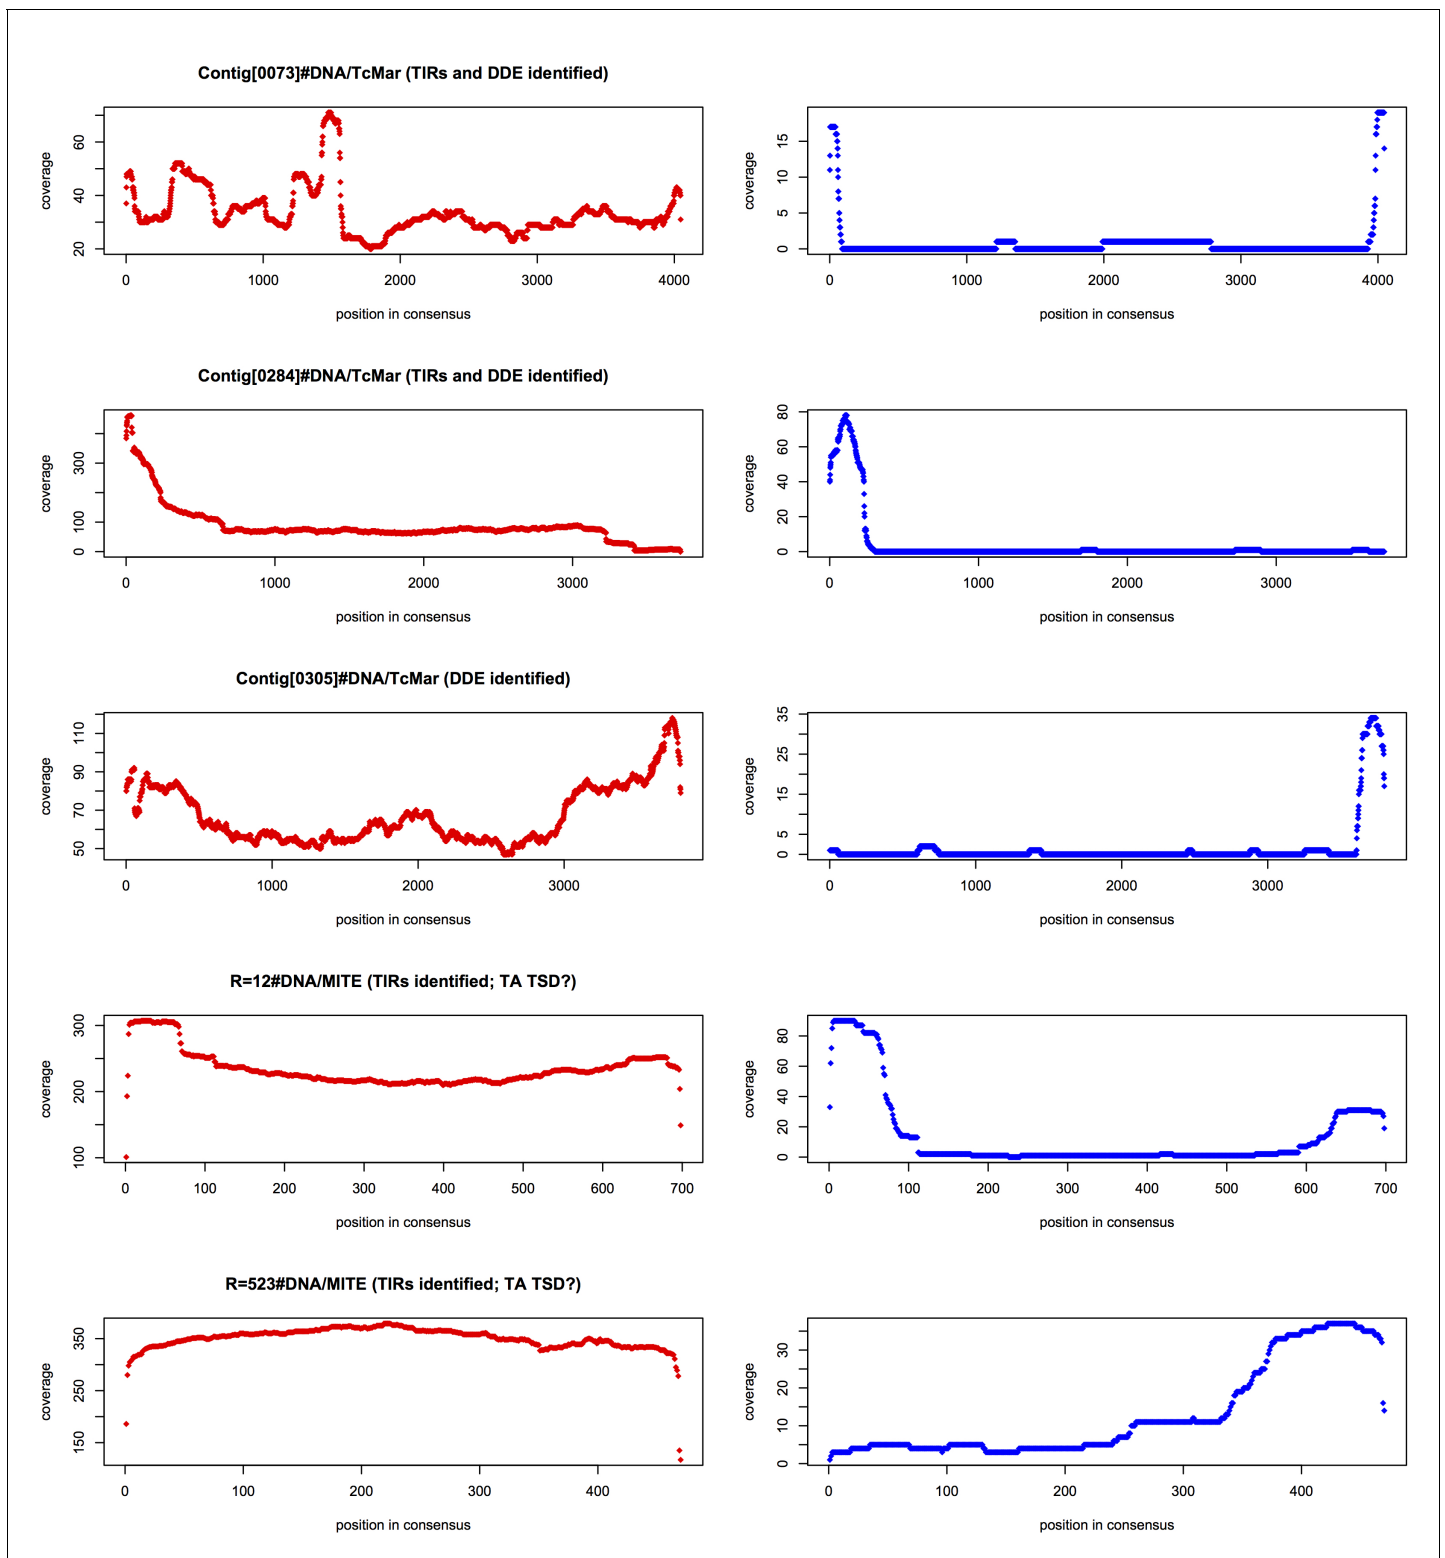 Contig[0073]#DNA/TcMar (TIRs and DDE identified)
coverage
20 40 60
0 1000 2000 3000 4000
position in consensus
coverage
0 5 10 15
0 1000 2000 3000 4000
position in consensus
Contig[0284]#DNA/TcMar (TIRs and DDE identified)
coverage
0 100 300
0 1000 2000 3000
position in consensus
coverage
0 20 40 60 80
0 1000 2000 3000
position in consensus
Contig[0305]#DNA/TcMar (DDE identified)
coverage
50 70 90 110
0 1000 2000 3000
position in consensus
coverage
0 5 15 25 35
0 1000 2000 3000
position in consensus
R=12#DNA/MITE (TIRs identified; TA TSD?)
coverage
100 200 300
0 100 200 300 400 500 600 700
position in consensus
coverage
0 20 40 60 80
0 100 200 300 400 500 600 700
position in consensus
R=523#DNA/MITE (TIRs identified; TA TSD?)
coverage
150 250 350
0 100 200 300 400
position in consensus
coverage
0 10 20 30
0 100 200 300 400
position in consensus